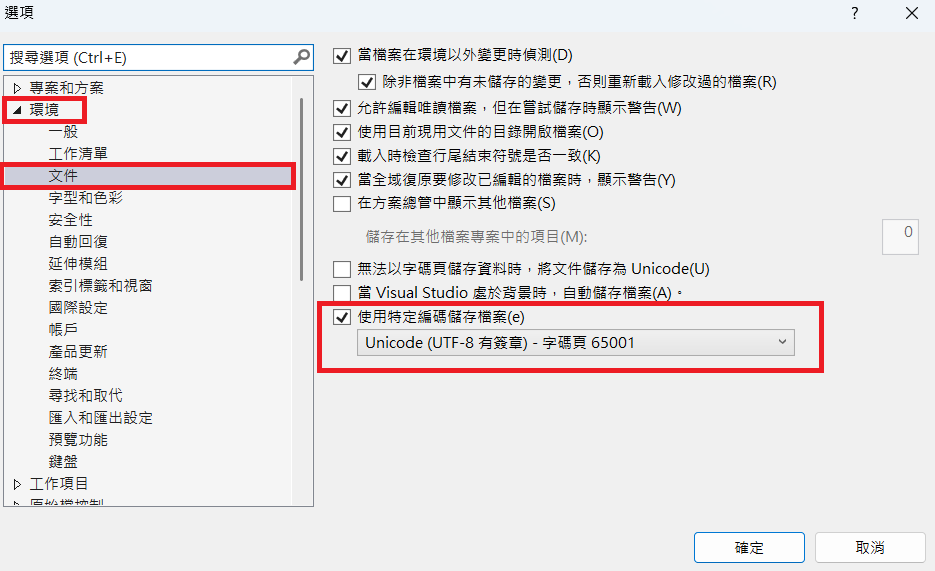 選項
搜尋選項 (Ctrl+E)
專案和方案
環境
一般
工作清單
文件
字型和色彩
安全性
自動回復
延伸模組
索引標籤和視窗
國際設定
帳戶
產品更新
終端
尋找和取代
匯入和匯出設定
預覽功能
鍵盤
工作項目
原始檔控制
當檔案在環境以外變更時偵測(D)
除非檔案中有未儲存的變更，否則重新載入修改過的檔案(R)
允許編輯唯讀檔案，但在嘗試儲存時顯示警告(W)
使用目前現用文件的目錄開啟檔案(O)
載入時檢查行尾結束符號是否一致(K)
當全域復原要修改已編輯的檔案時，顯示警告(Y)
在方案總管中顯示其他檔案(S)
儲存在其他檔案專案中的項目(M):
0
無法以字碼頁儲存資料時，將文件儲存為 Unicode(U)
當 Visual Studio 處於背景時，自動儲存檔案(A)。
使用特定編碼儲存檔案(e)
Unicode (UTF-8 有簽章) - 字碼頁 65001
確定
取消